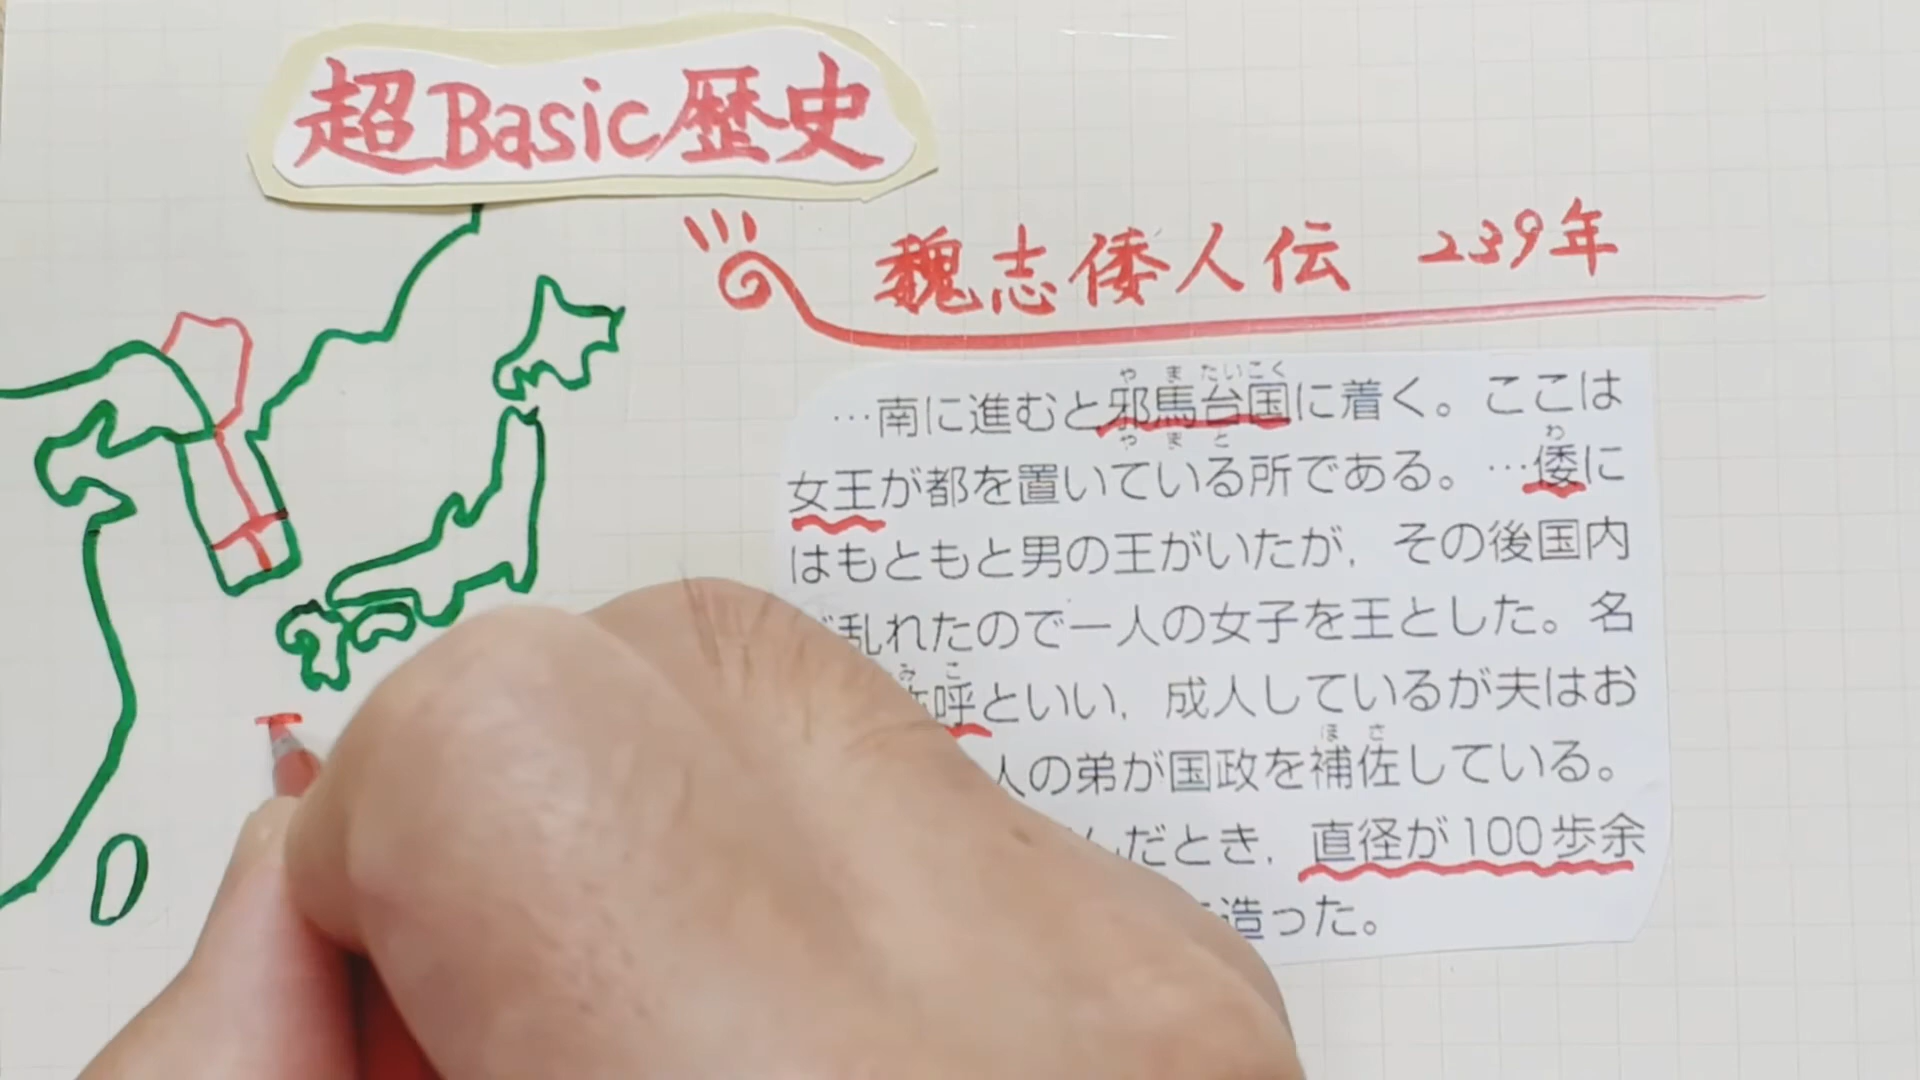 超Basic歴史
魏志倭人伝 239年
やまたいこく
…南に進むと邪馬台国に着く。ここは
やまと わ
女王が都を置いている所である。…倭に
はもともと男の王がいたが，その後国内
乱れたので一人の女子を王とした。名
みこ
呼といい，成人しているが夫はお
ほさ
人の弟が国政を補佐している。
だとき，直径が100歩余
造った。